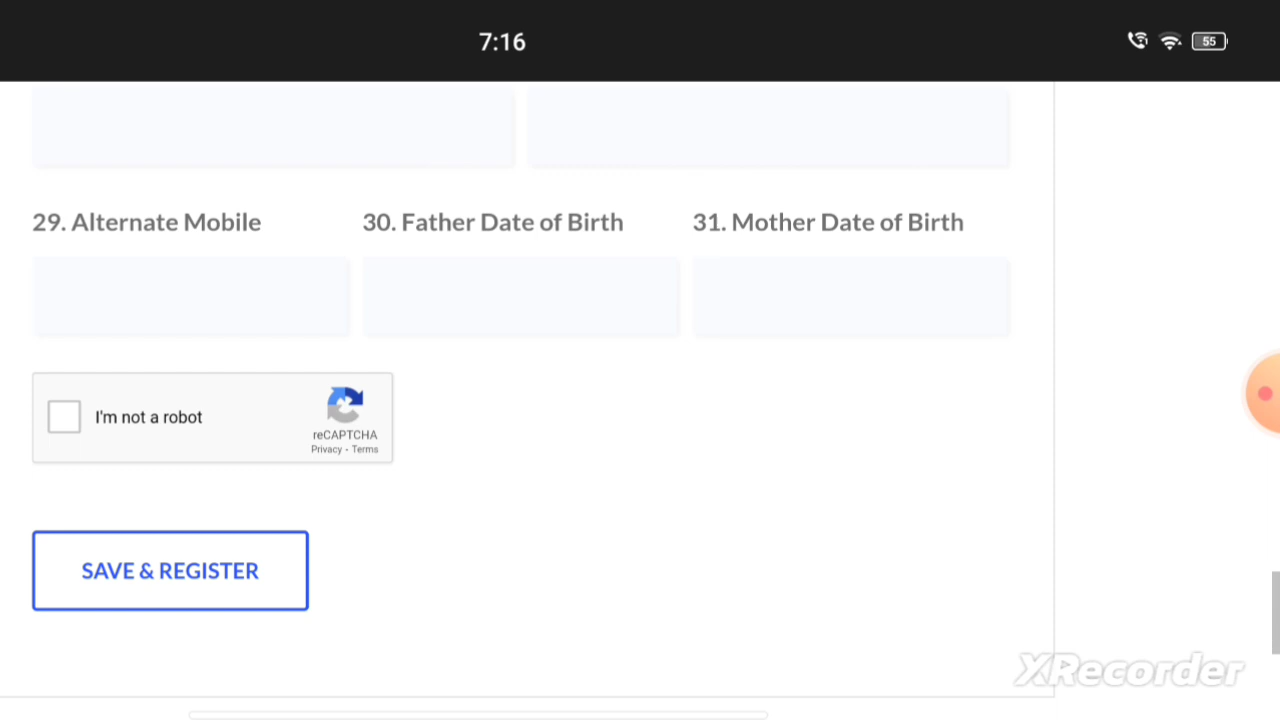 7:16
55
29. Alternate Mobile
30. Father Date of Birth
31. Mother Date of Birth
I'm not a robot
reCAPTCHA
Privacy - Terms
SAVE & REGISTER
XRecorder